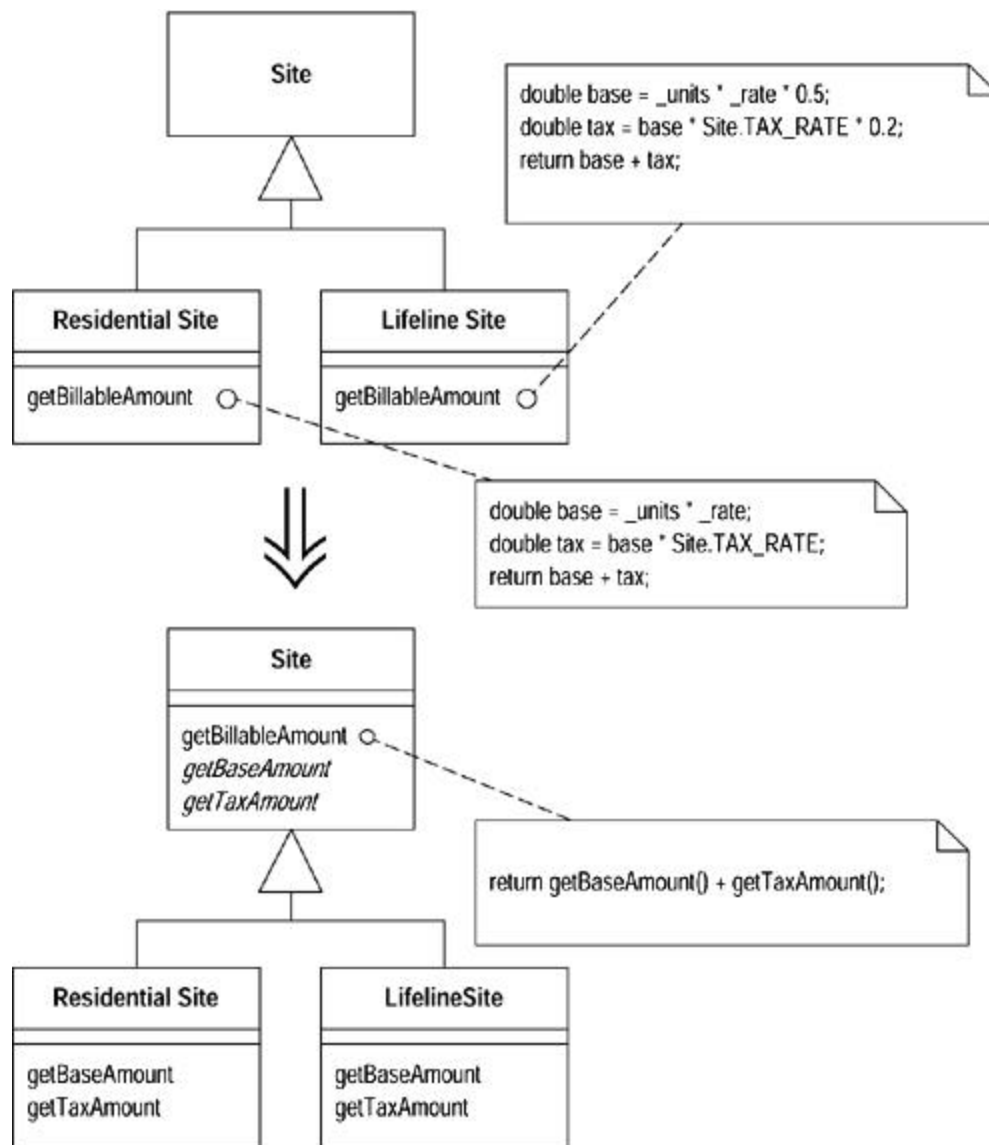 Site
double base = _units * _rate * 0.5;
double tax = base * Site.TAX_RATE * 0.2;
return base + tax;
Residential Site
getBillableAmount
Lifeline Site
getBillableAmount
double base = _units * _rate;
double tax = base * Site.TAX_RATE;
return base + tax;
Site
getBillableAmount
getBaseAmount
getTaxAmount
return getBaseAmount() + getTaxAmount();
Residential Site
getBaseAmount
getTaxAmount
LifelineSite
getBaseAmount
getTaxAmount